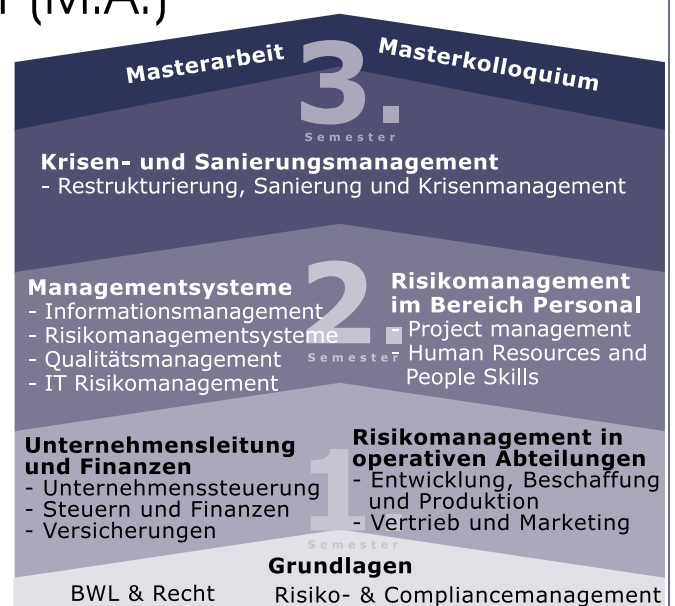 (M.A.)
Masterarbeit
Masterkolloquium
3.
Semester
Krisen- und Sanierungsmanagement
- Restrukturierung, Sanierung und Krisenmanagement
2.
Semester
Managementsysteme
- Informationsmanagement
- Risikomanagementsysteme
- Qualitätsmanagement
- IT Risikomanagement
Risikomanagement
im Bereich Personal
- Project management
- Human Resources and
People Skills
1.
Semester
Unternehmensleitung
und Finanzen
- Unternehmenssteuerung
- Steuern und Finanzen
- Versicherungen
Risikomanagement in
operativen Abteilungen
- Entwicklung, Beschaffung
und Produktion
- Vertrieb und Marketing
Grundlagen
BWL & Recht
Risiko- & Compliancemanagement